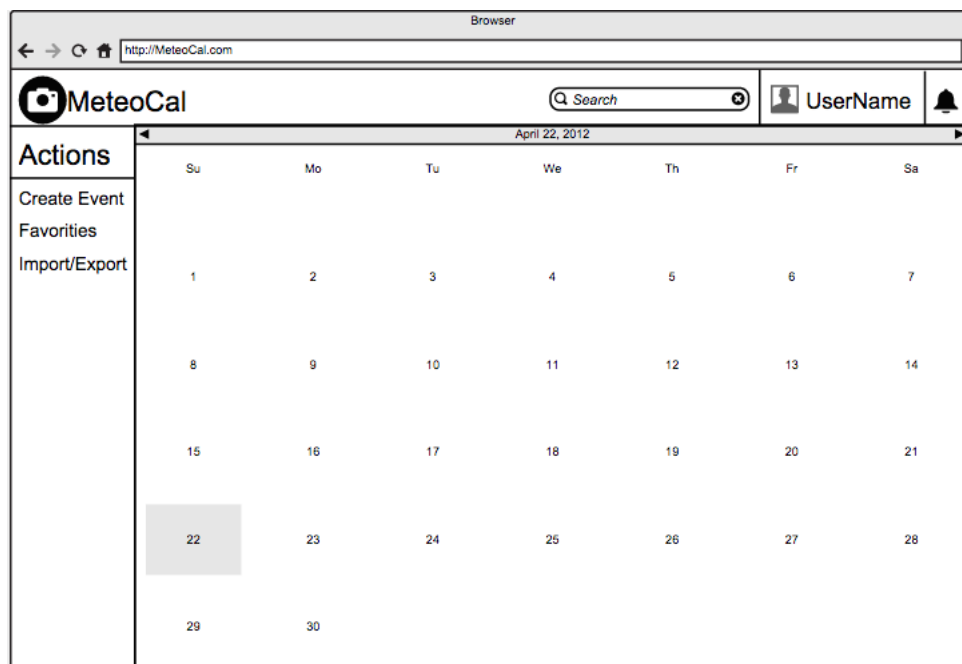 Browser
http://MeteoCal.com
MeteoCal
Search
UserName
Actions
Create Event
Favorities
Import/Export
April 22, 2012
Su Mo Tu We Th Fr Sa
1 2 3 4 5 6 7
8 9 10 11 12 13 14
15 16 17 18 19 20 21
22 23 24 25 26 27 28
29 30